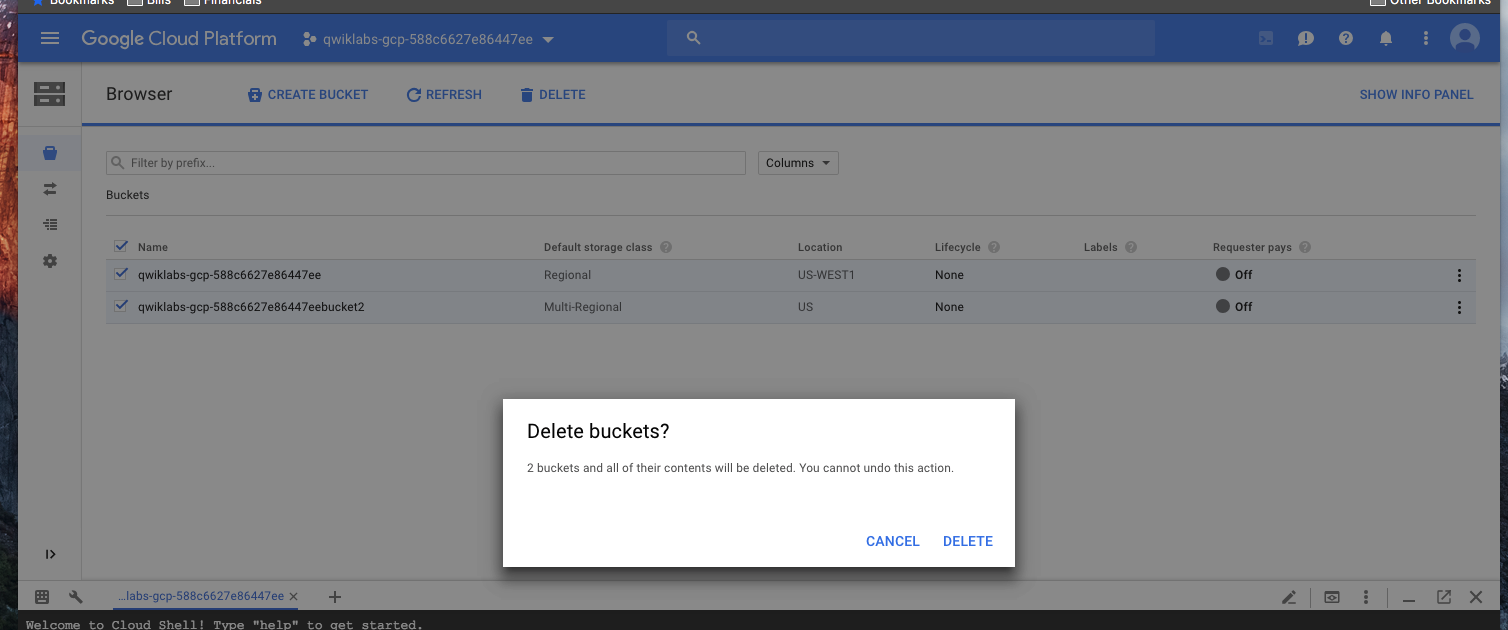 Bookmarks Bills Financials Other Bookmarks
Google Cloud Platform qwiklabs-gcp-588c6627e86447ee
Browser CREATE BUCKET REFRESH DELETE SHOW INFO PANEL
Filter by prefix... Columns
Buckets
Name Default storage class Location Lifecycle Labels Requester pays
qwiklabs-gcp-588c6627e86447ee Regional US-WEST1 None Off
qwiklabs-gcp-588c6627e86447eebucket2 Multi-Regional US None Off
Delete buckets?
2 buckets and all of their contents will be deleted. You cannot undo this action.
CANCEL DELETE
...labs-gcp-588c6627e86447ee
Welcome to Cloud Shell! Type "help" to get started.